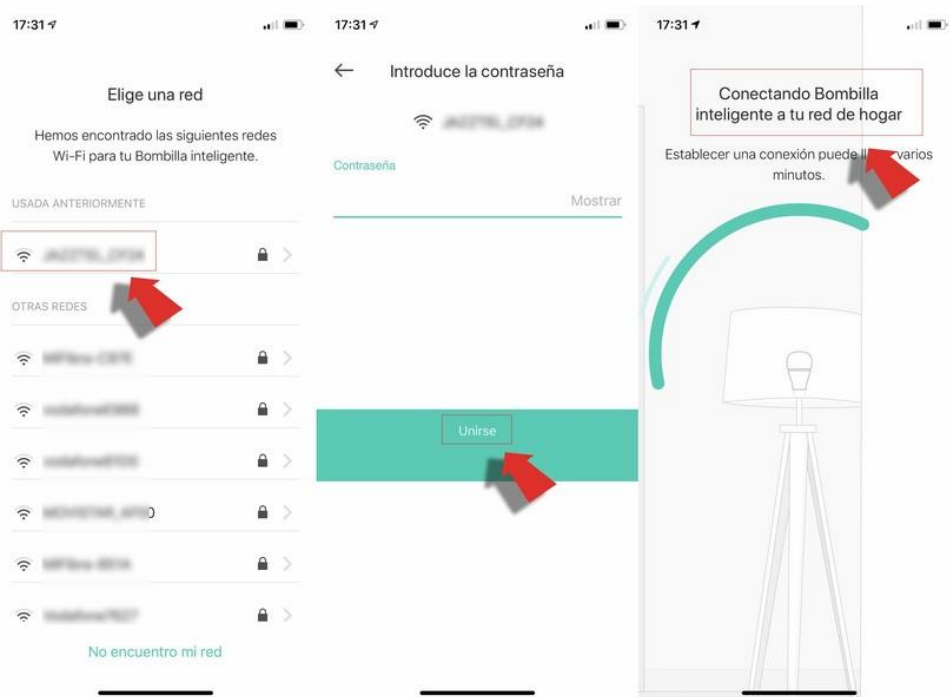 17:31
Elige una red
Hemos encontrado las siguientes redes
Wi-Fi para tu Bombilla inteligente.
USADA ANTERIORMENTE
OTRAS REDES
No encuentro mi red
17:31
Introduce la contraseña
Contraseña
Mostrar
Unirse
17:31
Conectando Bombilla
inteligente a tu red de hogar
Establecer una conexión puede varios
minutos.